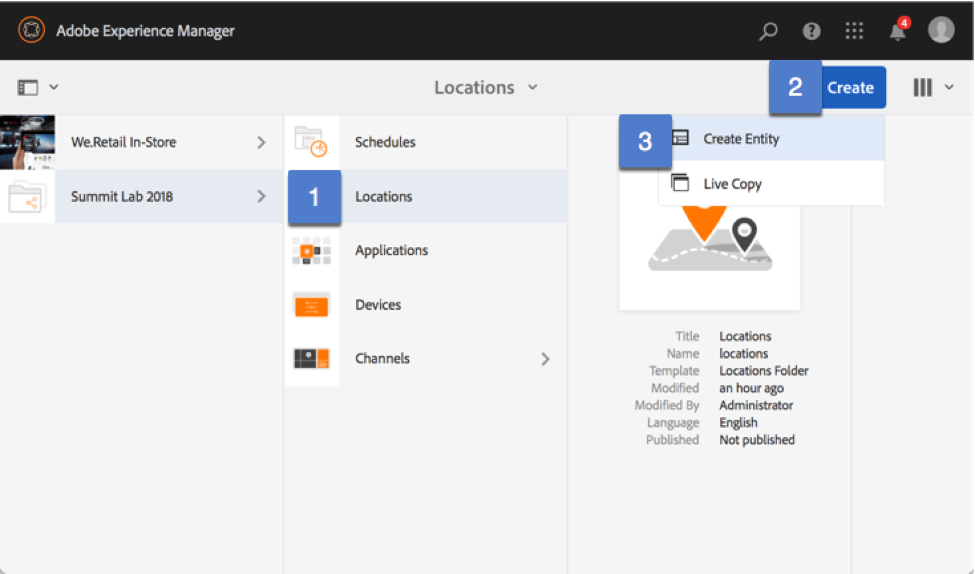 Adobe Experience Manager
4
Locations
2
Create
We.Retail In-Store
Summit Lab 2018
Schedules
1
Locations
Applications
Devices
Channels
3
Create Entity
Live Copy
Title Locations
Name locations
Template Locations Folder
Modified an hour ago
Modified By Administrator
Language English
Published Not published